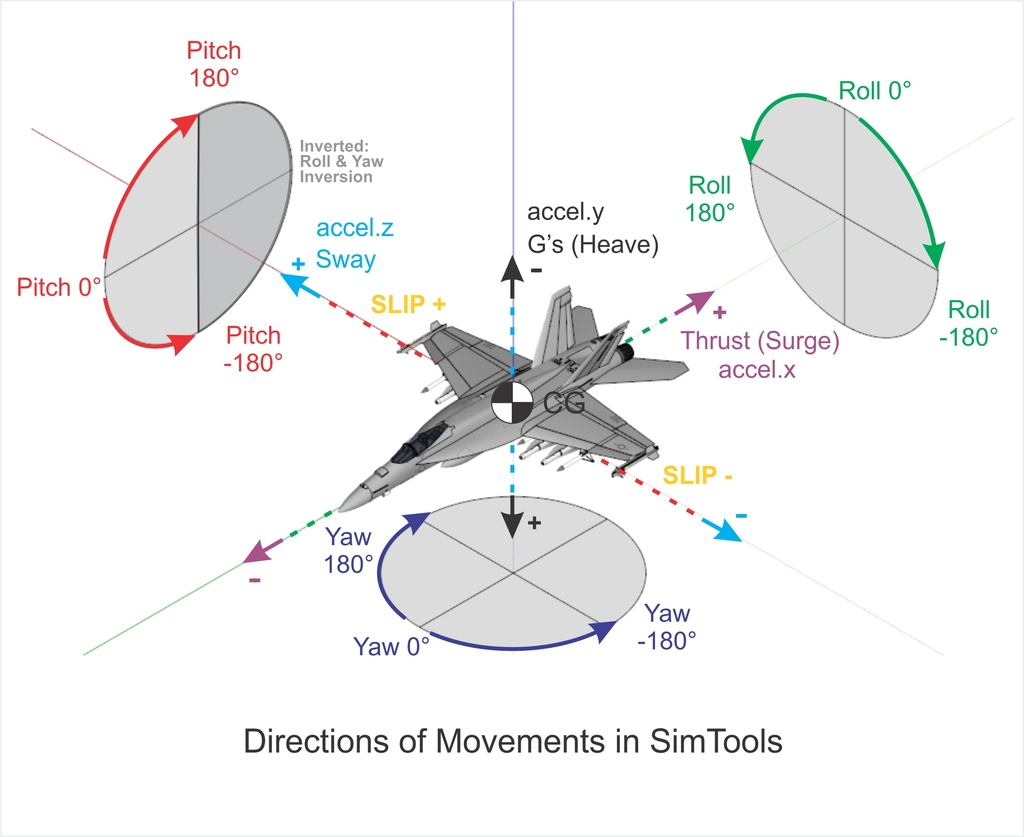 Pitch
180°
Roll 0°
Inverted:
Roll & Yaw
Inversion
Roll
180°
accel.z
+ Sway
accel.y
G's (Heave)
-
Pitch 0°
SLIP +
+
Thrust (Surge)
accel.x
Roll
-180°
Pitch
-180°
CG
SLIP -
-
+
Yaw
180°
-
Yaw 0°
Yaw
-180°
Directions of Movements in SimTools